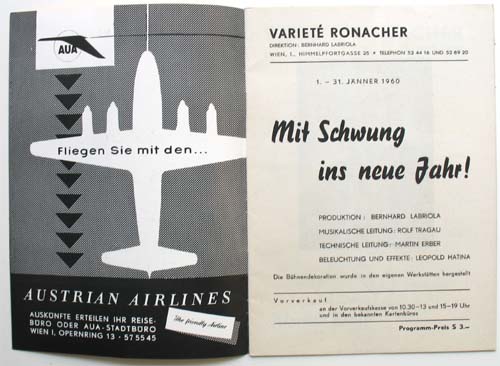 AUA
Fliegen Sie mit den...
AUSTRIAN AIRLINES
AUSKÜNFTE ERTEILEN IHR REISE-
BÜRO ODER AUA-STADTBÜRO
WIEN I, OPERNRING 13 · 575545
The friendly Airline
VARIETÉ RONACHER
DIREKTION: BERNHARD LABRIOLA
WIEN, I., HIMMELPFORTGASSE 25 • TELEPHON 52 44 16 UND 52 89 20
1. – 31. JÄNNER 1960
Mit Schwung
ins neue Jahr!
PRODUKTION: BERNHARD LABRIOLA
MUSIKALISCHE LEITUNG: ROLF TRAGAU
TECHNISCHE LEITUNG: MARTIN ERBER
BELEUCHTUNG UND EFFEKTE: LEOPOLD HATINA
Die Bühnendekoration wurde in den eigenen Werkstätten hergestellt
Vorverkauf
an der Vorverkaufskasse von 10.30–13 und 15–19 Uhr
und in den bekannten Kartenbüros
Programm-Preis S 3.—